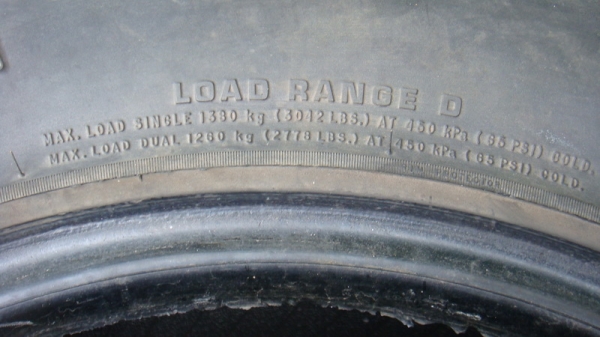 LOAD RANGE D
MAX. LOAD SINGLE 1380 kg (3042 LBS.) AT 450 kPa (65 PSI) COLD.
MAX. LOAD DUAL 1260 kg (2778 LBS.) AT 450 kPa (65 PSI) COLD.